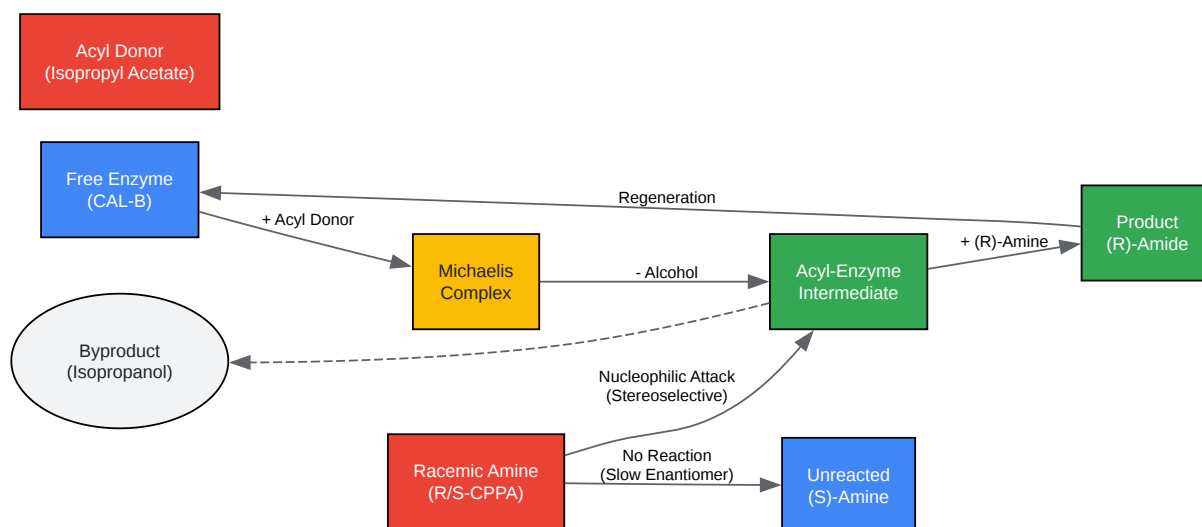 Acyl Donor
(Isopropyl Acetate)
Free Enzyme
(CAL-B)
+ Acyl Donor
Regeneration
Product
(R)-Amide
+ (R)-Amine
Michaelis
Complex
- Alcohol
Acyl-Enzyme
Intermediate
Byproduct
(Isopropanol)
Nucleophilic Attack
(Stereoselective)
Racemic Amine
(R/S-CPPA)
No Reaction
(Slow Enantiomer)
Unreacted
(S)-Amine